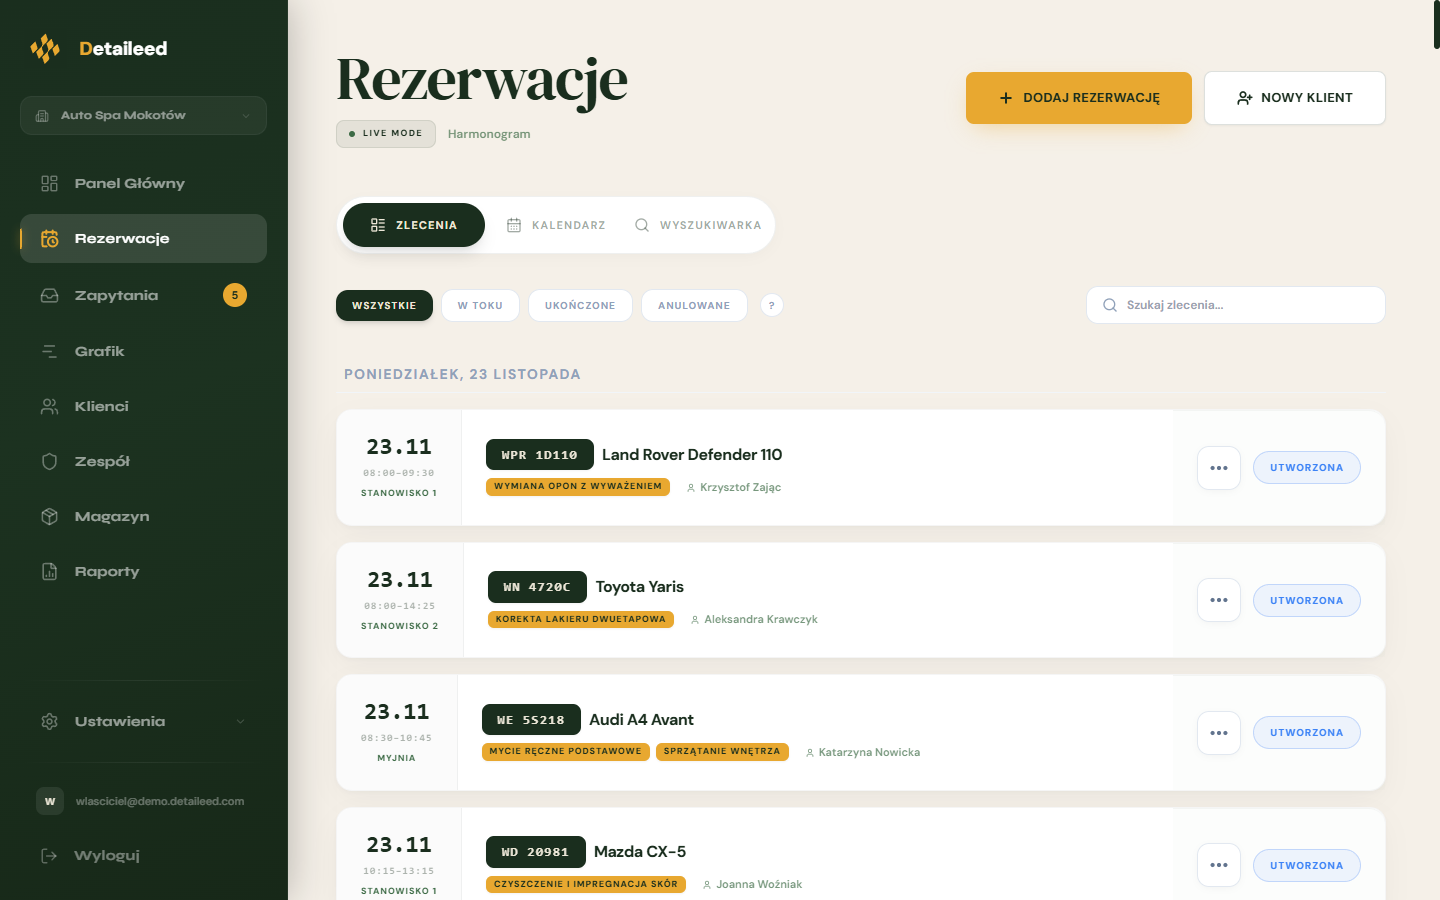 Detaileed
Auto Spa Mokotów
Panel Główny
Rezerwacje
Zapytania 5
Grafik
Klienci
Zespół
Magazyn
Raporty
Ustawienia
W wlasciciel@demo.detaileed.com
Wyloguj
Rezerwacje
LIVE MODE Harmonogram
DODAJ REZERWACJĘ NOWY KLIENT
ZLECENIA KALENDARZ WYSZUKIWARKA
WSZYSTKIE W TOKU UKOŃCZONE ANULOWANE ? Szukaj zlecenia...
PONIEDZIAŁEK, 23 LISTOPADA
23.11
08:00–09:30
STANOWISKO 1
WPR 1D110 Land Rover Defender 110
WYMIANA OPON Z WYWAŻENIEM Krzysztof Zając
UTWORZONA
23.11
08:00–14:25
STANOWISKO 2
WN 4720C Toyota Yaris
KOREKTA LAKIERU DWUETAPOWA Aleksandra Krawczyk
UTWORZONA
23.11
08:30–10:45
MYJNIA
WE 5S218 Audi A4 Avant
MYCIE RĘCZNE PODSTAWOWE SPRZĄTANIE WNĘTRZA Katarzyna Nowicka
UTWORZONA
23.11
10:15–13:15
STANOWISKO 1
WD 20981 Mazda CX-5
CZYSZCZENIE I IMPREGNACJA SKÓR Joanna Woźniak
UTWORZONA